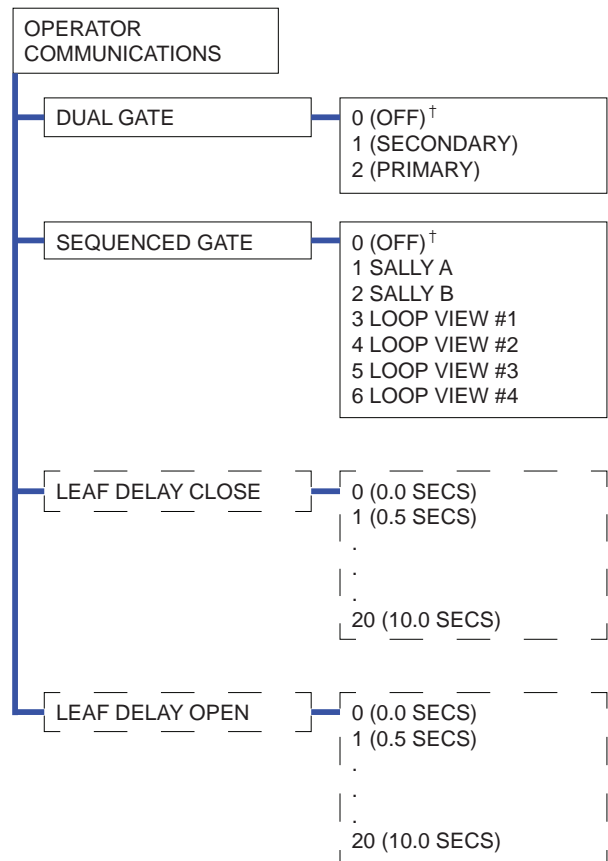 OPERATOR
COMMUNICATIONS
DUAL GATE
0 (OFF)†
1 (SECONDARY)
2 (PRIMARY)
SEQUENCED GATE
0 (OFF)†
1 SALLY A
2 SALLY B
3 LOOP VIEW #1
4 LOOP VIEW #2
5 LOOP VIEW #3
6 LOOP VIEW #4
LEAF DELAY CLOSE
0 (0.0 SECS)
1 (0.5 SECS)
.
.
.
20 (10.0 SECS)
LEAF DELAY OPEN
0 (0.0 SECS)
1 (0.5 SECS)
.
.
.
20 (10.0 SECS)